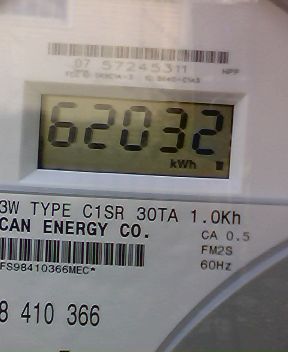 07 57245311
62032
kWh
3W TYPE C1SR 30TA 1.0Kh
CAN ENERGY CO.
CA 0.5
FM2S
FS98410366MEC*
60Hz
8 410 366